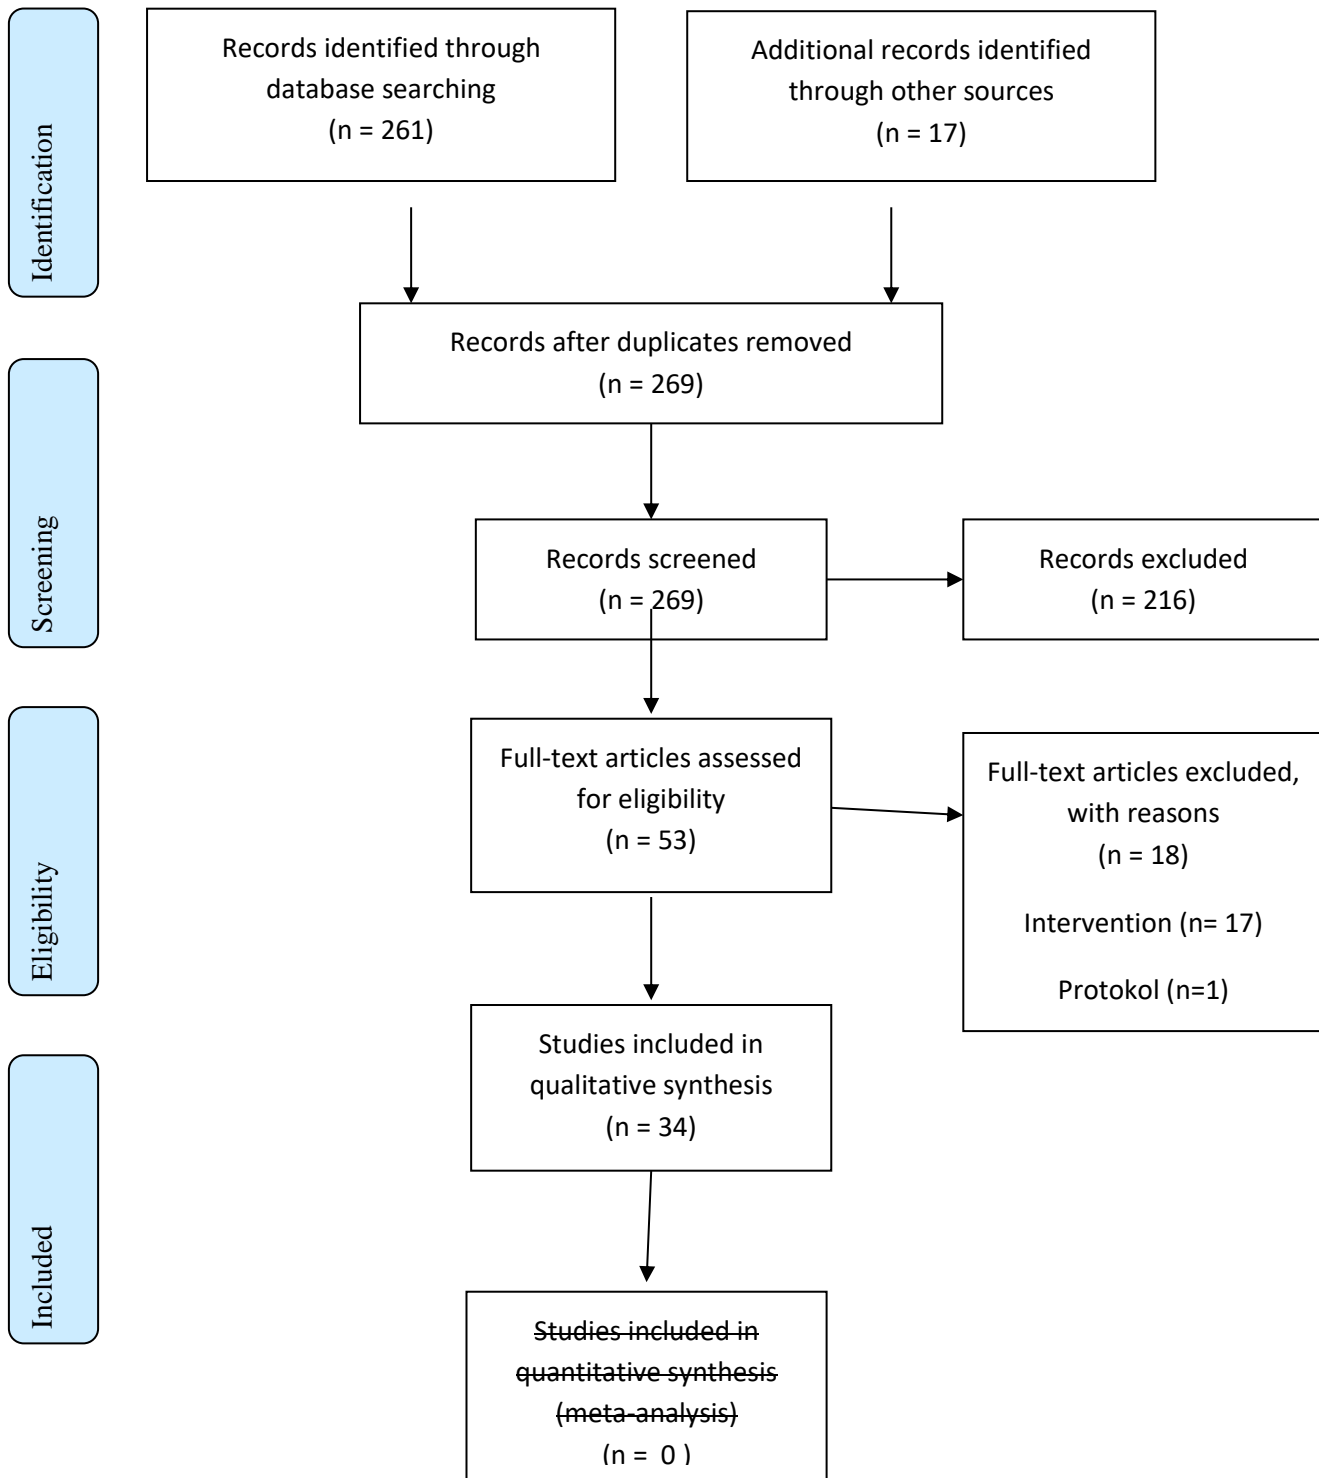 Identification
Records identified through
database searching
(n = 261)
Additional records identified
through other sources
(n = 17)
Records after duplicates removed
(n = 269)
Screening
Records screened
(n = 269)
Records excluded
(n = 216)
Eligibility
Full-text articles assessed
for eligibility
(n = 53)
Full-text articles excluded,
with reasons
(n = 18)
Intervention (n= 17)
Protokol (n=1)
Studies included in
qualitative synthesis
(n = 34)
Included
Studies included in
quantitative synthesis
(meta-analysis)
(n = 0 )